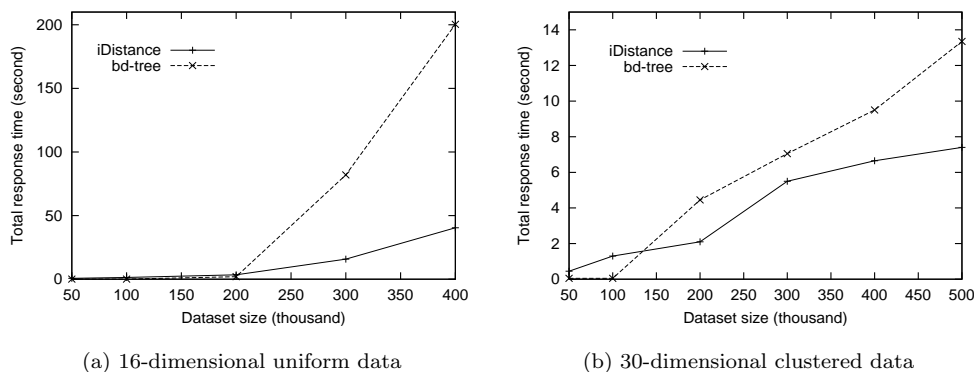 200
150
100
50
0
50 100 150 200 250 300 350 400
Total response time (second)
Dataset size (thousand)
iDistance
bd-tree
(a) 16-dimensional uniform data
14
12
10
8
6
4
2
0
50 100 150 200 250 300 350 400 450 500
Total response time (second)
Dataset size (thousand)
iDistance
bd-tree
(b) 30-dimensional clustered data